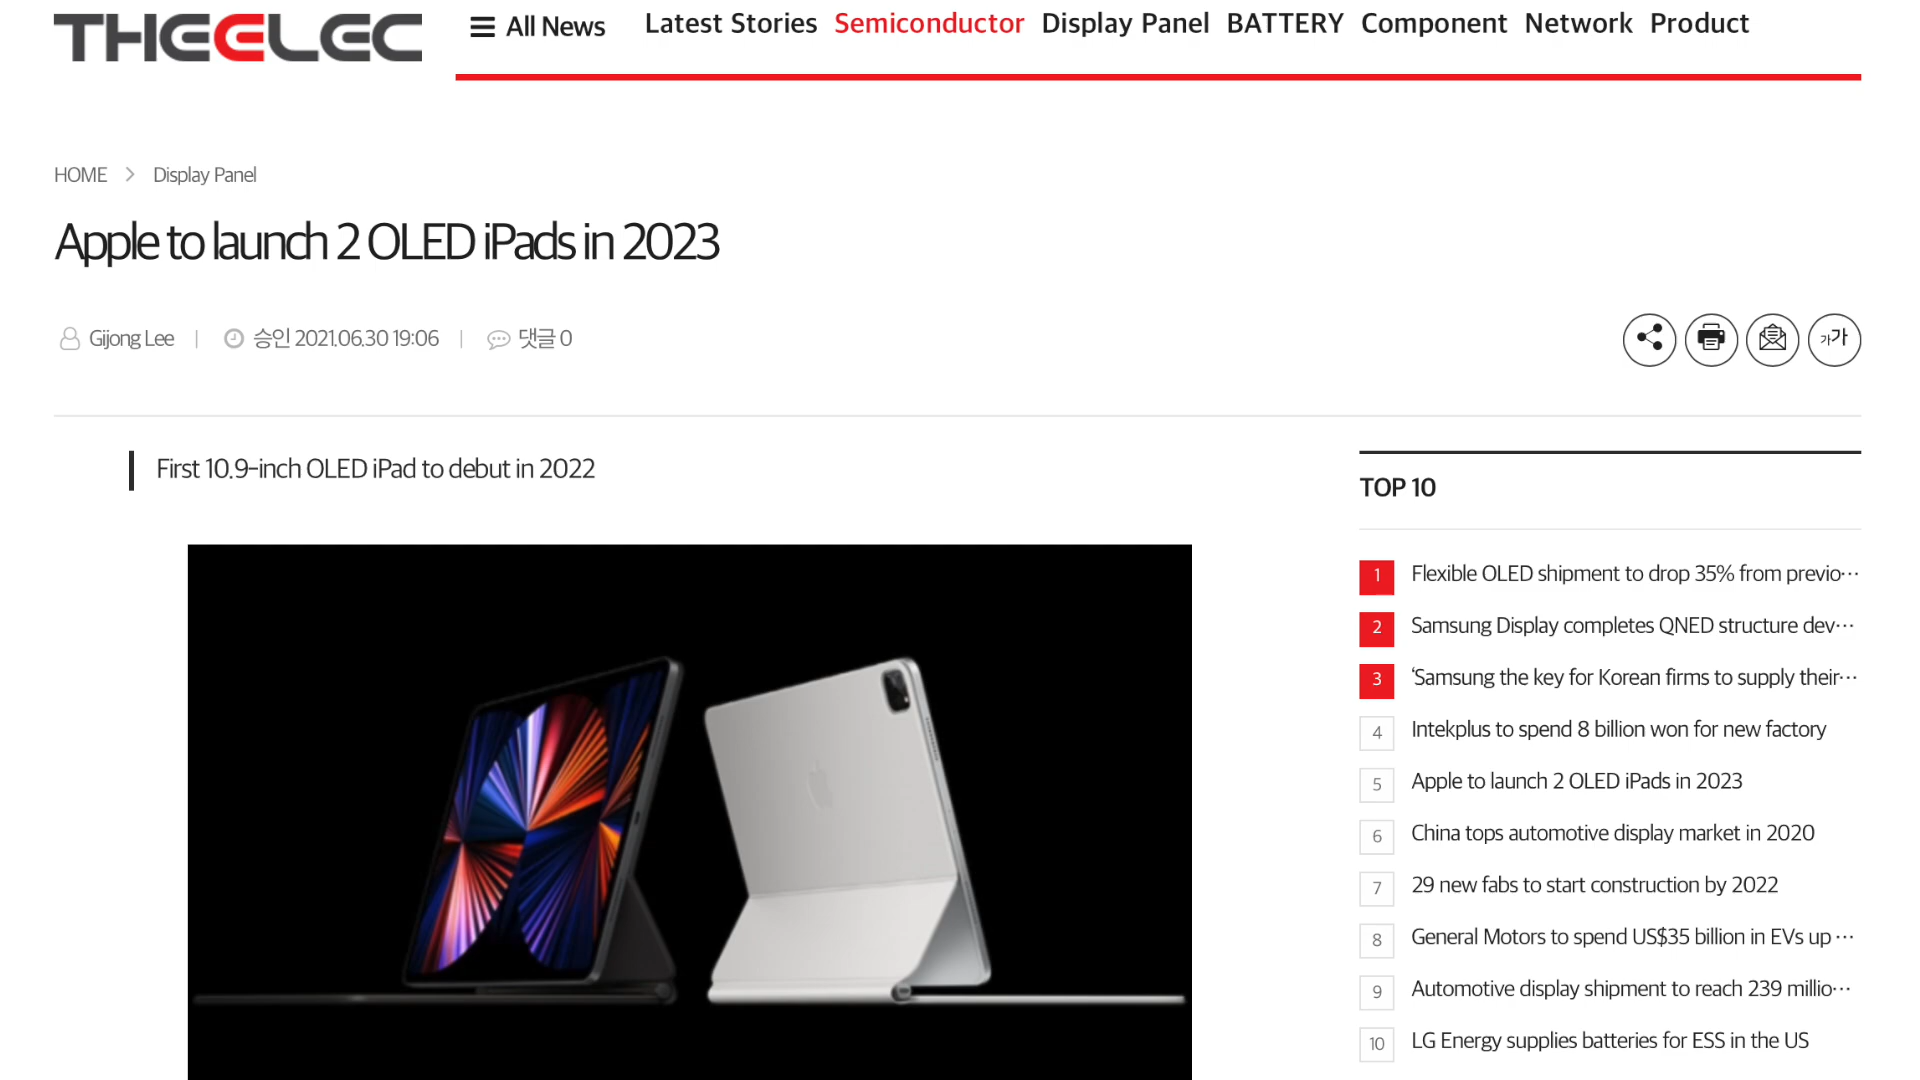 THEELEC
All News
Latest Stories Semiconductor Display Panel BATTERY Component Network Product
HOME > Display Panel
Apple to launch 2 OLED iPads in 2023
Gijong Lee | 승인 2021.06.30 19:06 | 댓글 0
가가
First 10.9-inch OLED iPad to debut in 2022
TOP 10
1 Flexible OLED shipment to drop 35% from previo···
2 Samsung Display completes QNED structure dev···
3 ‘Samsung the key for Korean firms to supply their···
4 Intekplus to spend 8 billion won for new factory
5 Apple to launch 2 OLED iPads in 2023
6 China tops automotive display market in 2020
7 29 new fabs to start construction by 2022
8 General Motors to spend US$35 billion in EVs up ···
9 Automotive display shipment to reach 239 millio···
10 LG Energy supplies batteries for ESS in the US